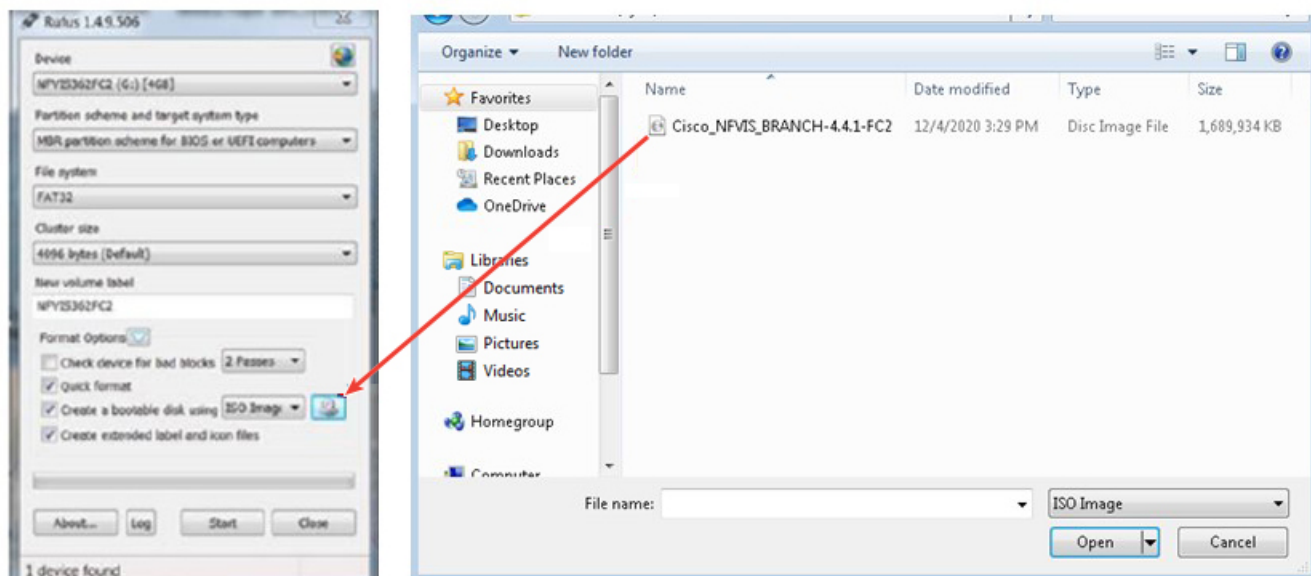 Rufus 1.4.9.506
Device
NFVIS362FC2 (G:) [4GB]
Partition scheme and target system type
MBR partition scheme for BIOS or UEFI computers
File system
FAT32
Cluster size
4096 bytes (Default)
New volume label
NFVIS362FC2
Format Options
Check device for bad blocks 2 Passes
Quick format
Create a bootable disk using ISO Imag
Create extended label and icon files
About... Log Start Close
1 device found
Organize New folder
Favorites
Desktop
Downloads
Recent Places
OneDrive
Libraries
Documents
Music
Pictures
Videos
Homegroup
Computer
Name Date modified Type Size
Cisco_NFVIS_BRANCH-4.4.1-FC2 12/4/2020 3:29 PM Disc Image File 1,689,934 KB
File name: ISO Image
Open Cancel